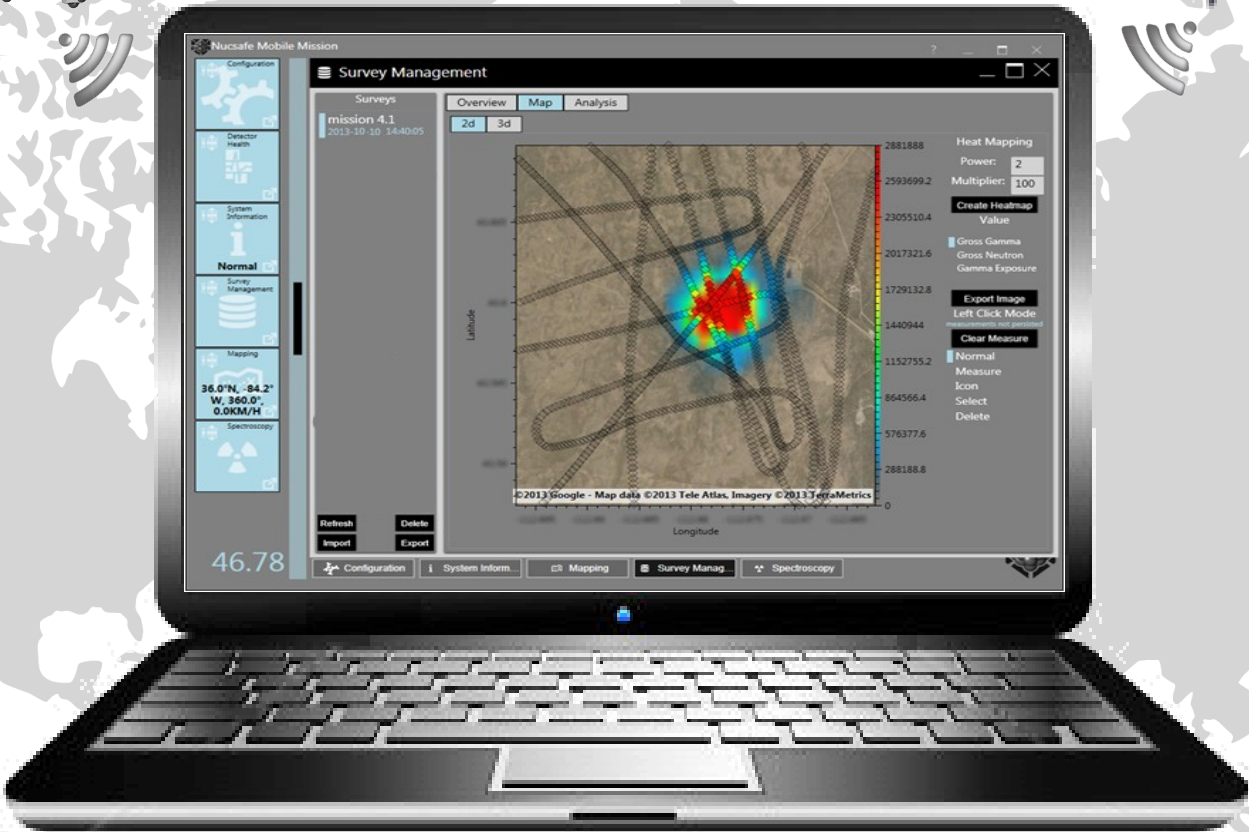 Nucsafe Mobile Mission
?
Configuration
Detector
Health
System
Information
Normal
Survey
Management
Mapping
36.0°N, -84.2°
W, 360.0°,
0.0KM/H
Spectroscopy
46.78
Survey Management
Surveys
mission 4.1
2013-10-10 14:40:05
Refresh Delete
Import Export
Overview Map Analysis
2d 3d
Latitude
©2013 Google - Map data ©2013 Tele Atlas, Imagery ©2013 TerraMetrics
Longitude
2881888
2593699.2
2305510.4
2017321.6
1729132.8
1440944
1152755.2
864566.4
576377.6
288188.8
0
Heat Mapping
Power: 2
Multiplier: 100
Create Heatmap
Value
Gross Gamma
Gross Neutron
Gamma Exposure
Export Image
Left Click Mode
measurements not persisted
Clear Measure
Normal
Measure
Icon
Select
Delete
Configuration i System Inform... Mapping Survey Manag... Spectroscopy